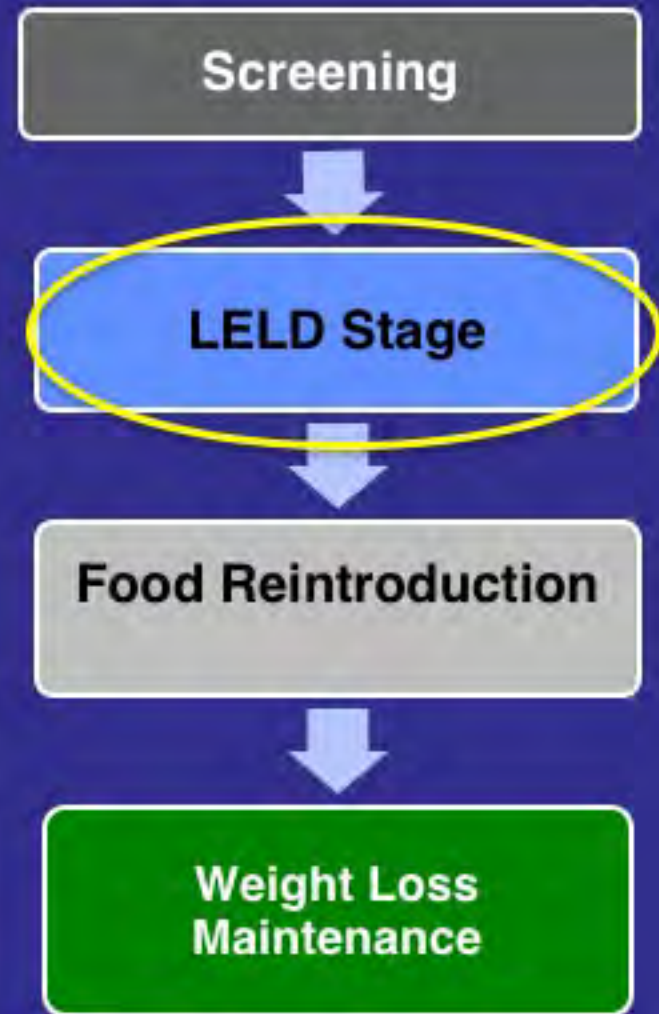 Screening
LELD Stage
Food Reintroduction
Weight Loss
Maintenance